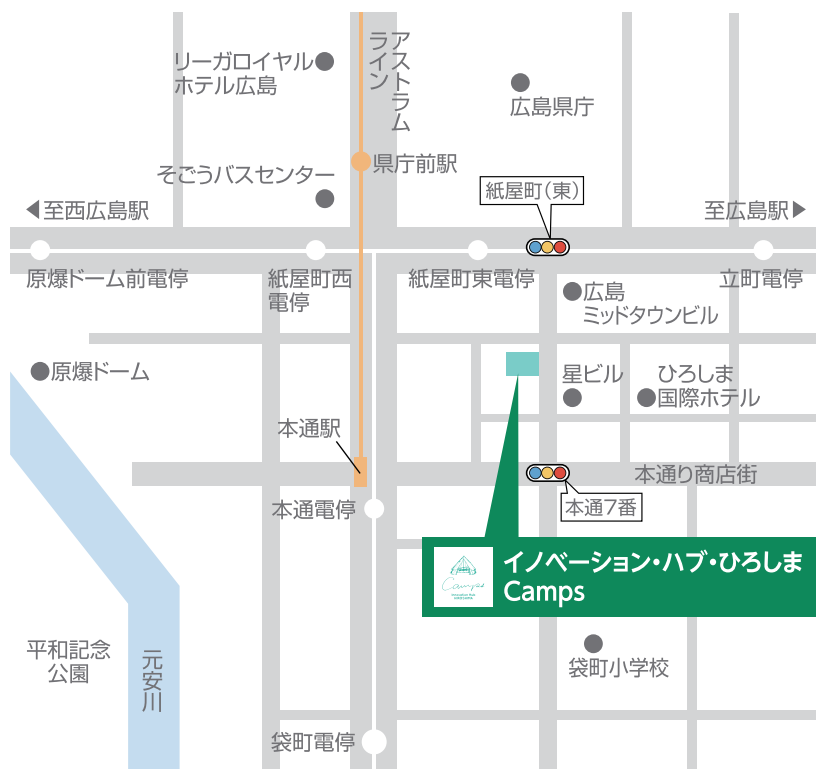 リーガロイヤル
ホテル広島
アストラム
ライン
広島県庁
そごうバスセンター
県庁前駅
紙屋町(東)
至西広島駅
至広島駅
原爆ドーム前電停
紙屋町西
電停
紙屋町東電停
立町電停
広島
ミッドタウンビル
原爆ドーム
星ビル
ひろしま
国際ホテル
本通駅
本通り商店街
本通電停
本通7番
イノベーション・ハブ・ひろしま
Camps
Camps
平和記念
公園
元安川
袋町小学校
袋町電停